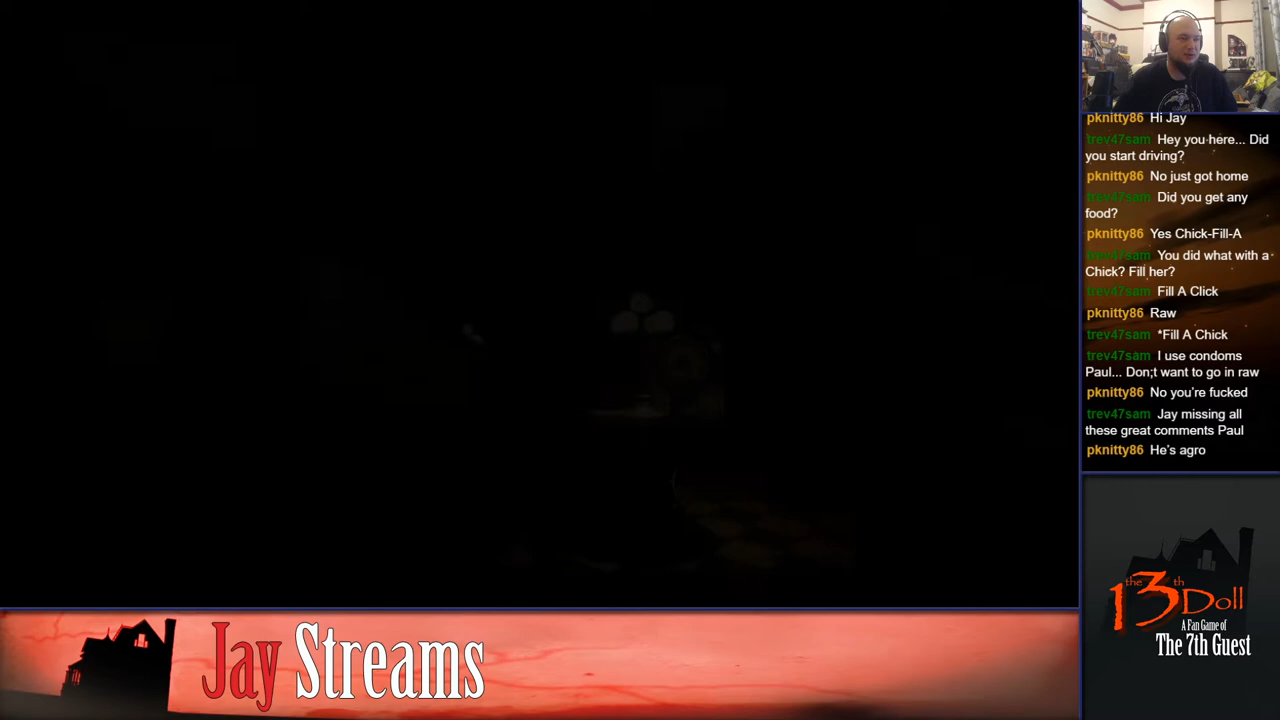 pknitty86 Hi Jay
trev47sam Hey you here... Did
you start driving?
pknitty86 No just got home
trev47sam Did you get any
food?
pknitty86 Yes Chick-Fill-A
trev47sam You did what with a
Chick? Fill her?
trev47sam Fill A Click
pknitty86 Raw
trev47sam *Fill A Chick
trev47sam I use condoms
Paul... Don;t want to go in raw
pknitty86 No you're fucked
trev47sam Jay missing all
these great comments Paul
pknitty86 He's agro
the 13th Doll
A Fan Game of
The 7th Guest
Jay Streams